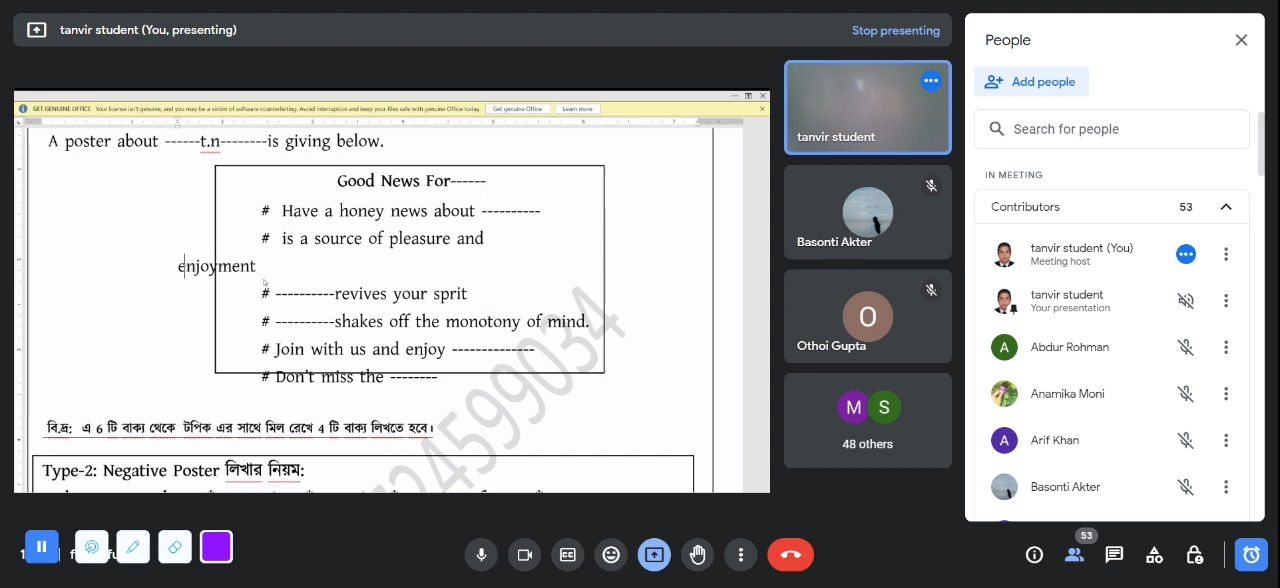 tanvir student (You, presenting)
Stop presenting
GET GENUINE OFFICE Your license isn't genuine, and you may be a victim of software counterfeiting. Avoid interruption and keep your files safe with genuine Office today. Get genuine Office Learn more
A poster about ------t.n--------is giving below.
Good News For------
# Have a honey news about ----------
# is a source of pleasure and
enjoyment
# ----------revives your sprit
# ----------shakes off the monotony of mind.
# Join with us and enjoy --------------
# Don't miss the --------
বি.দ্র: এ 6 টি বাক্য থেকে টপিক এর সাথে মিল রেখে 4 টি বাক্য লিখতে হবে।
Type-2: Negative Poster লিখার নিয়ম:
724599034
tanvir student
Basonti Akter
O
Othoi Gupta
M S
48 others
People
Add people
Search for people
IN MEETING
Contributors 53
tanvir student (You)
Meeting host
tanvir student
Your presentation
A Abdur Rohman
Anamika Moni
A Arif Khan
Basonti Akter
53